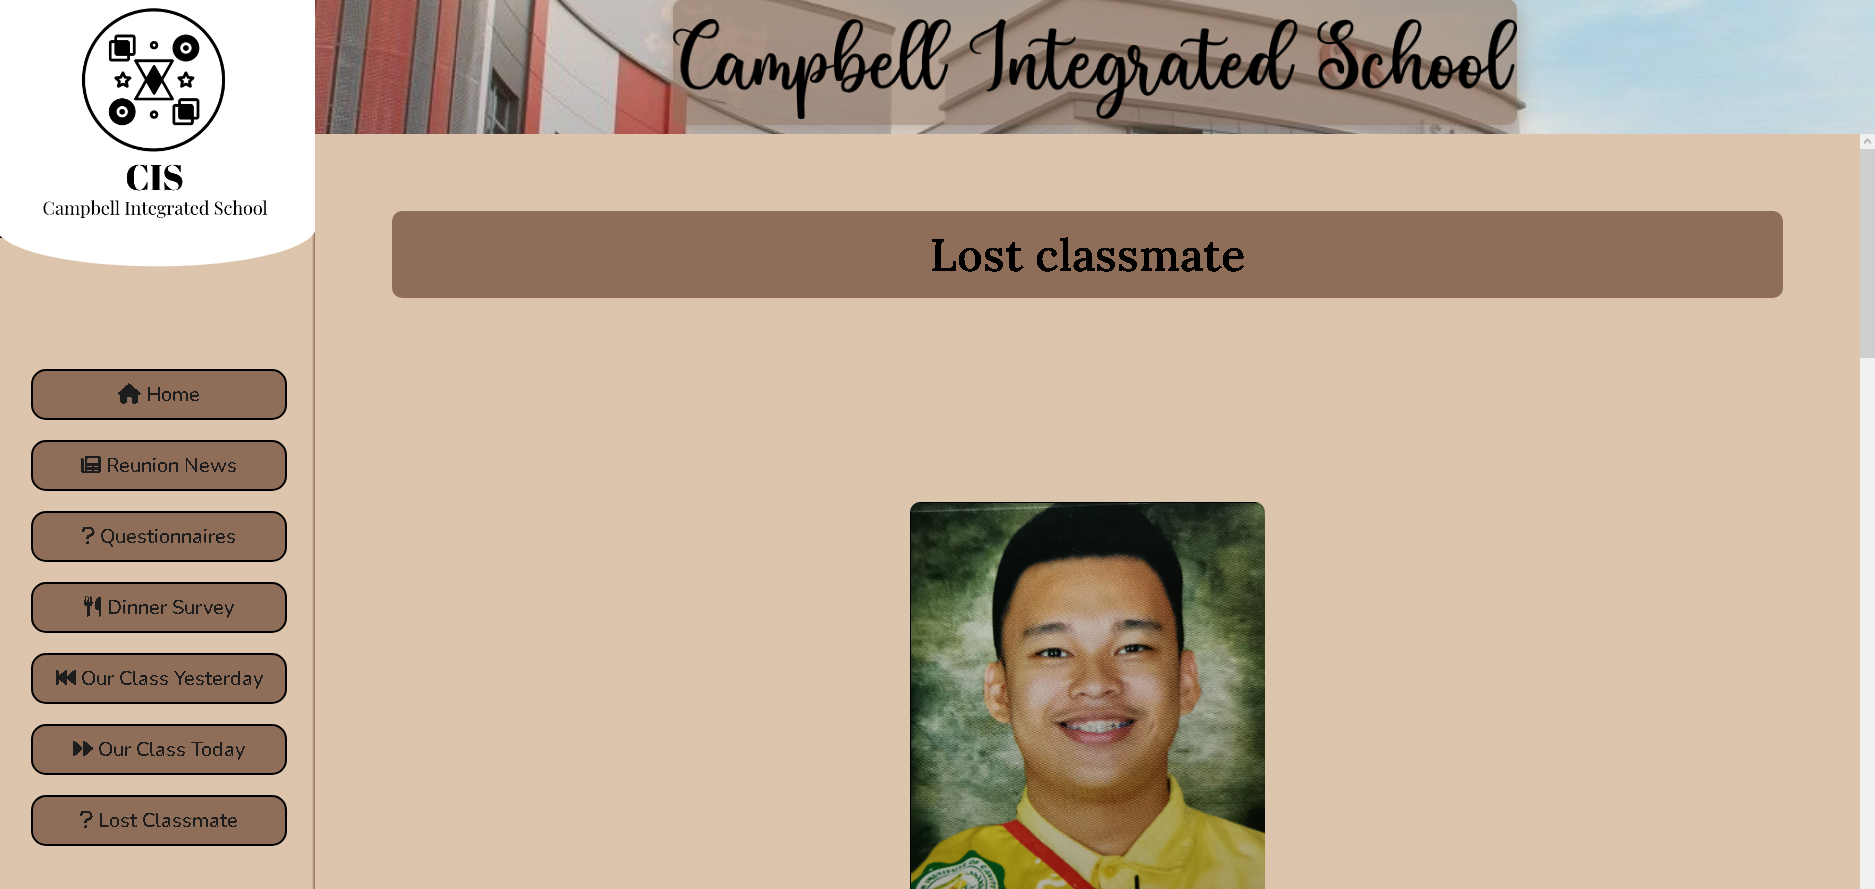 CIS
Campbell Integrated School
Campbell Integrated School
Lost classmate
Home
Reunion News
? Questionnaires
Dinner Survey
Our Class Yesterday
Our Class Today
? Lost Classmate